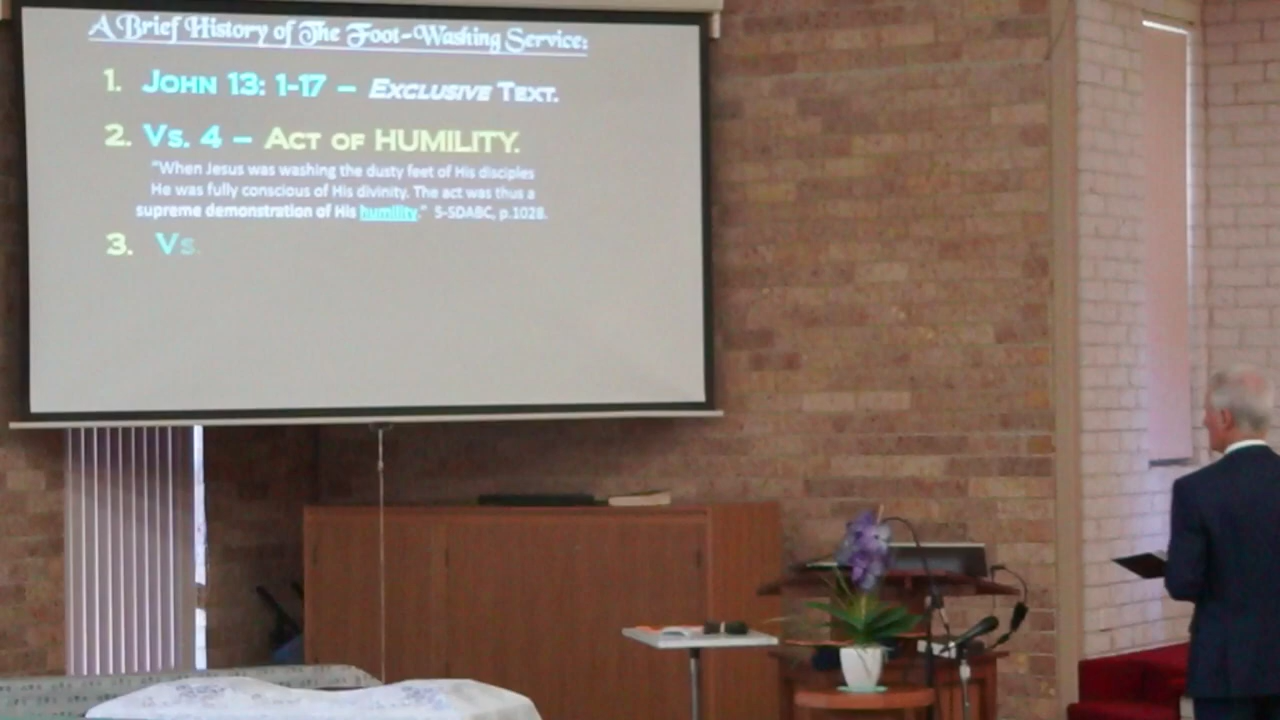 A Brief History of The Foot-Washing Service:
1. John 13: 1-17 – Exclusive Text.
2. Vs. 4 – Act of HUMILITY.
"When Jesus was washing the dusty feet of His disciples
He was fully conscious of His divinity. The act was thus a
supreme demonstration of His humility." 5-SDABC, p.1028.
3. Vs.